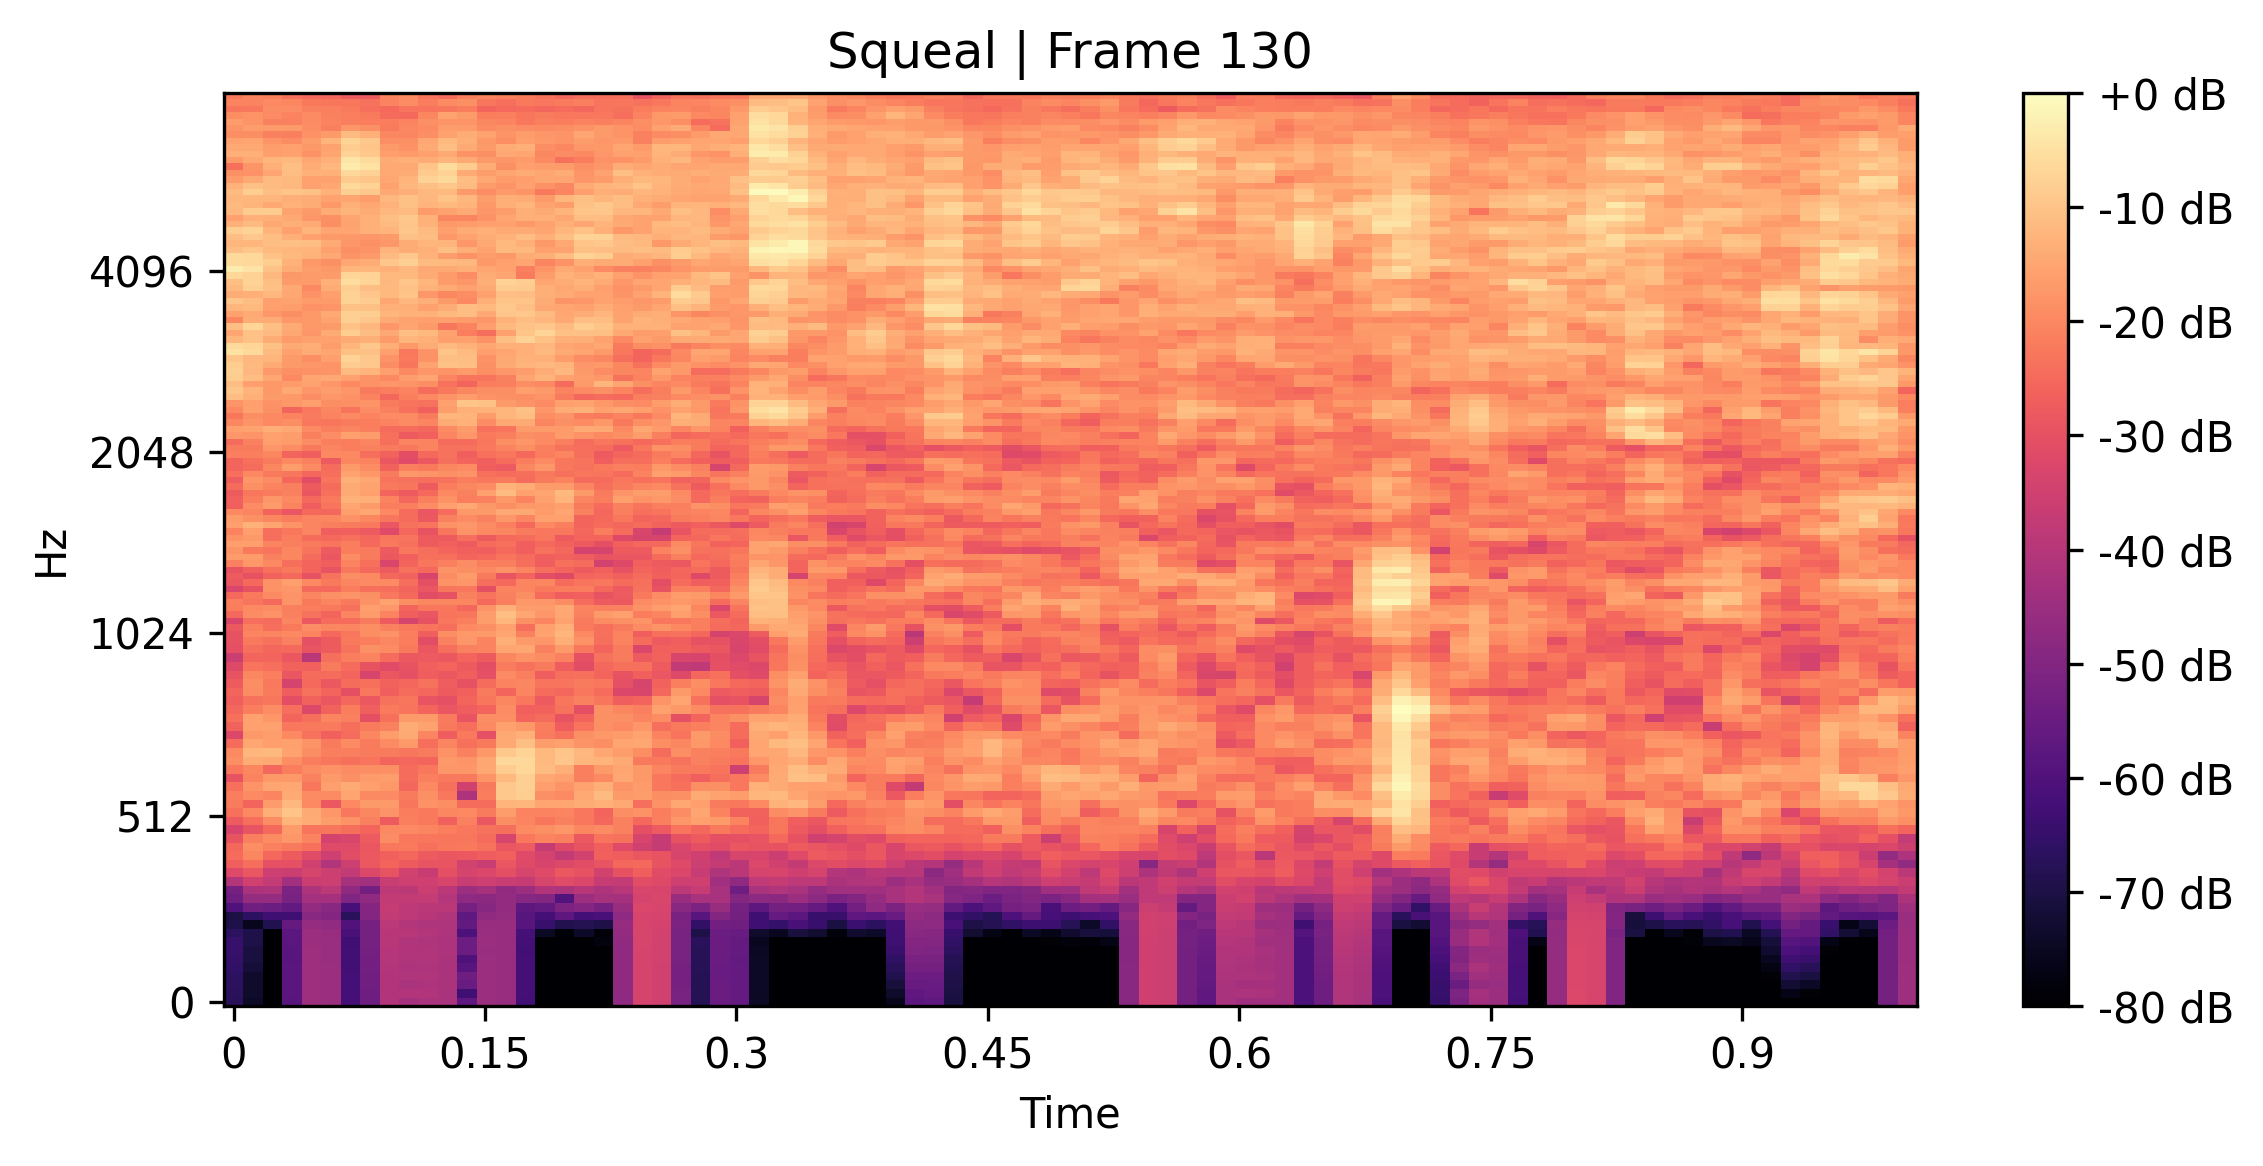 Squeal | Frame 130
Hz
4096
2048
1024
512
0
0 0.15 0.3 0.45 0.6 0.75 0.9
Time
+0 dB
-10 dB
-20 dB
-30 dB
-40 dB
-50 dB
-60 dB
-70 dB
-80 dB